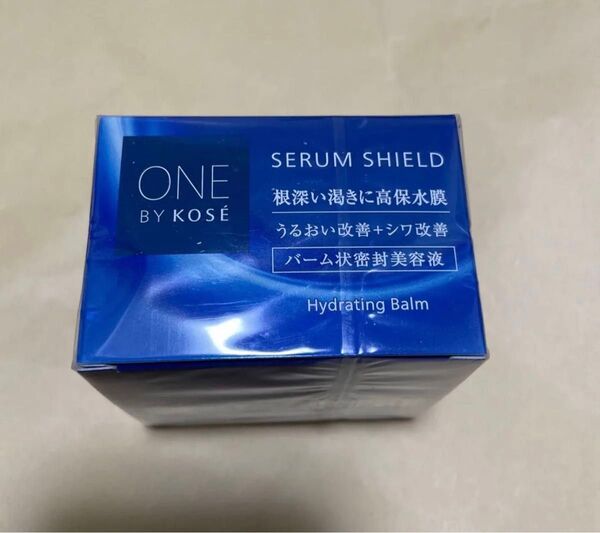 ONE
BY KOSÉ
SERUM SHIELD
根深い渇きに高保水膜
うるおい改善+シワ改善
バーム状密封美容液
Hydrating Balm